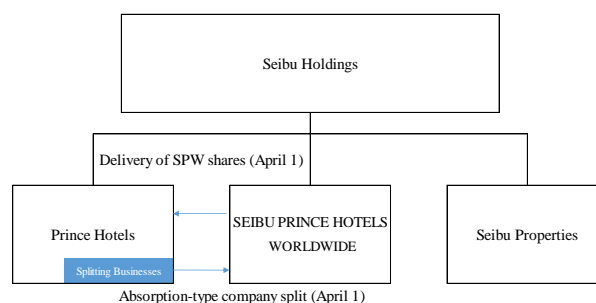 Seibu Holdings
Delivery of SPW shares (April 1)
Prince Hotels
SEIBU PRINCE HOTELS
WORLDWIDE
Seibu Properties
Splitting Businesses
Absorption-type company split (April 1)